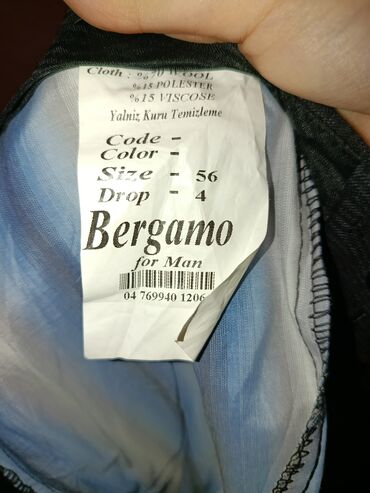 Cloth : %70 WOOL
%15 POLESTER
%15 VISCOSE
Yalniz Kuru Temizleme
Code -
Color -
Size - 56
Drop - 4
Bergamo
for Man
04 769940 1206